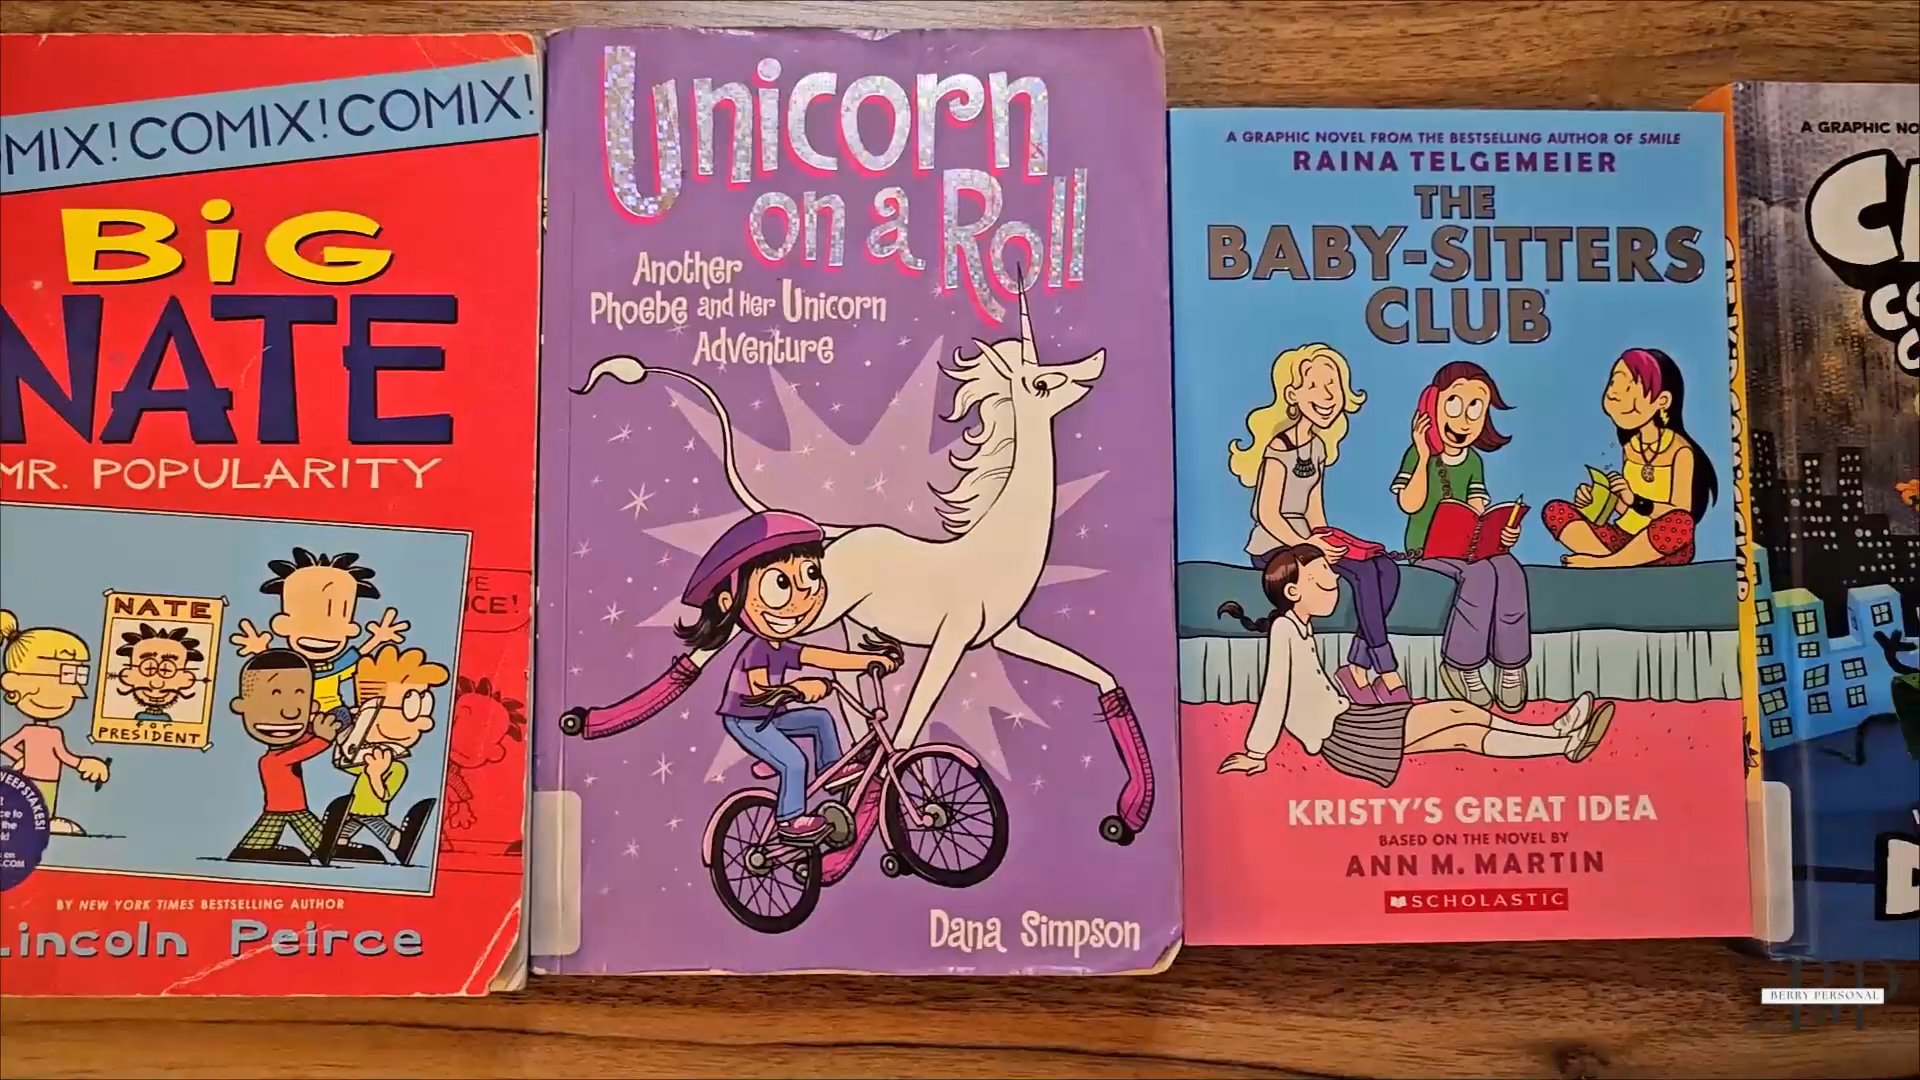 MIX! COMIX! COMIX!
BiG
NATE
MR. POPULARITY
NATE
PRESIDENT
BY NEW YORK TIMES BESTSELLING AUTHOR
Lincoln Peirce
Unicorn
on a Roll
Another
Phoebe and Her Unicorn
Adventure
Dana Simpson
A GRAPHIC NOVEL FROM THE BESTSELLING AUTHOR OF SMILE
RAINA TELGEMEIER
THE
BABY-SITTERS
CLUB
KRISTY'S GREAT IDEA
BASED ON THE NOVEL BY
ANN M. MARTIN
SCHOLASTIC
A GRAPHIC NO
BERRY PERSONAL